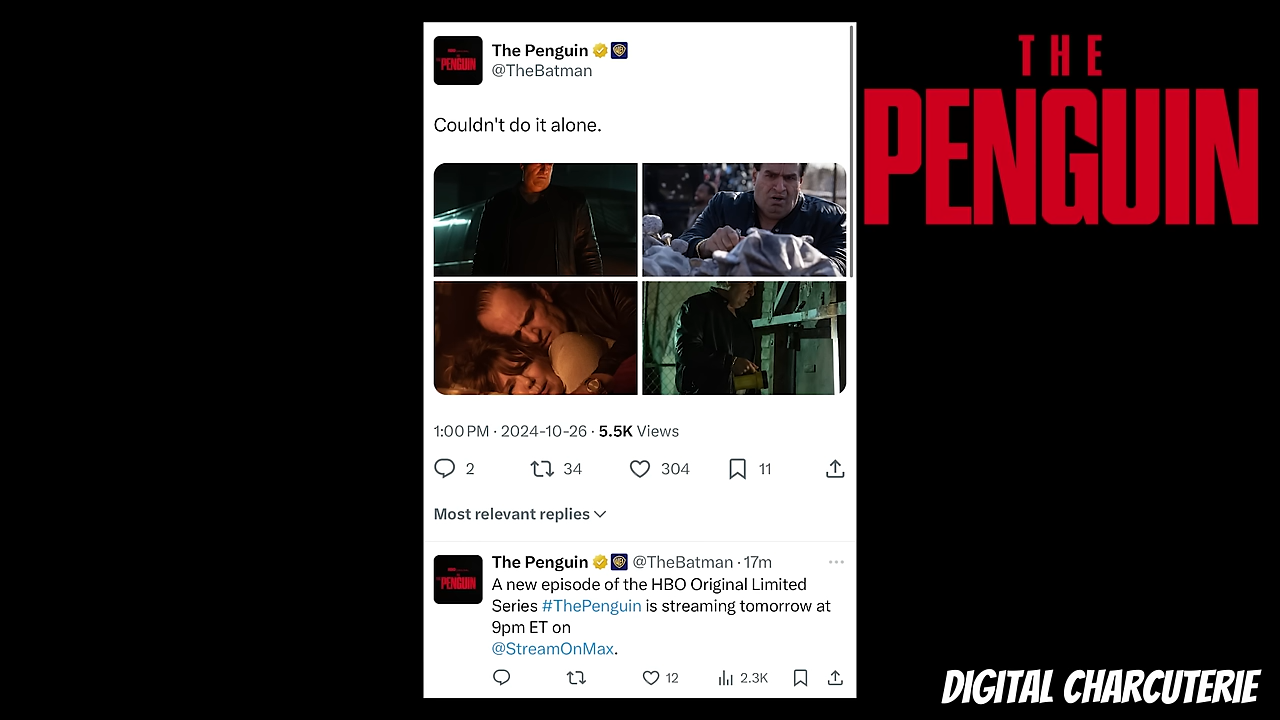 The Penguin
@TheBatman
Couldn't do it alone.
1:00 PM · 2024-10-26 · 5.5K Views
2 34 304 11
Most relevant replies
The Penguin @TheBatman · 17m
A new episode of the HBO Original Limited
Series #ThePenguin is streaming tomorrow at
9pm ET on
@StreamOnMax.
12 2.3K
THE
PENGUIN
DIGITAL CHARCUTERIE